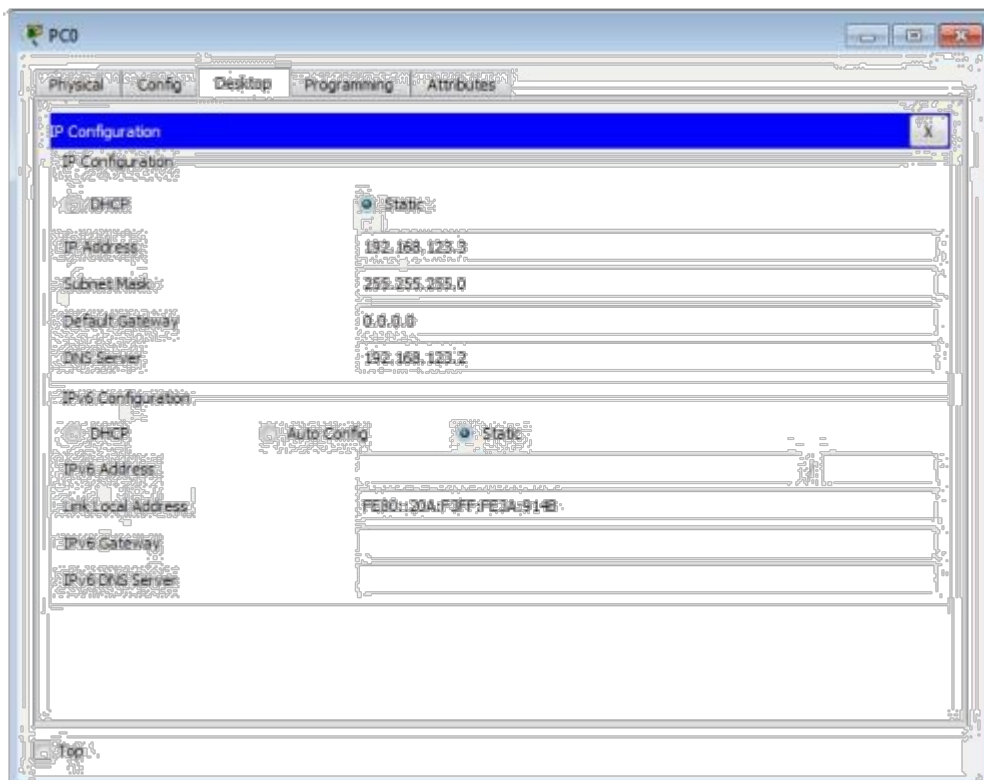 PC0
Physical Config Desktop Programming Attributes
IP Configuration X
IP Configuration
DHCP Static
IP Address 192.168.123.3
Subnet Mask 255.255.255.0
Default Gateway 0.0.0.0
DNS Server 192.168.123.2
IPv6 Configuration
DHCP Auto Config Static
IPv6 Address /
Link Local Address FE80::20A:F3FF:FE3A:914B
IPv6 Gateway
IPv6 DNS Server
Top